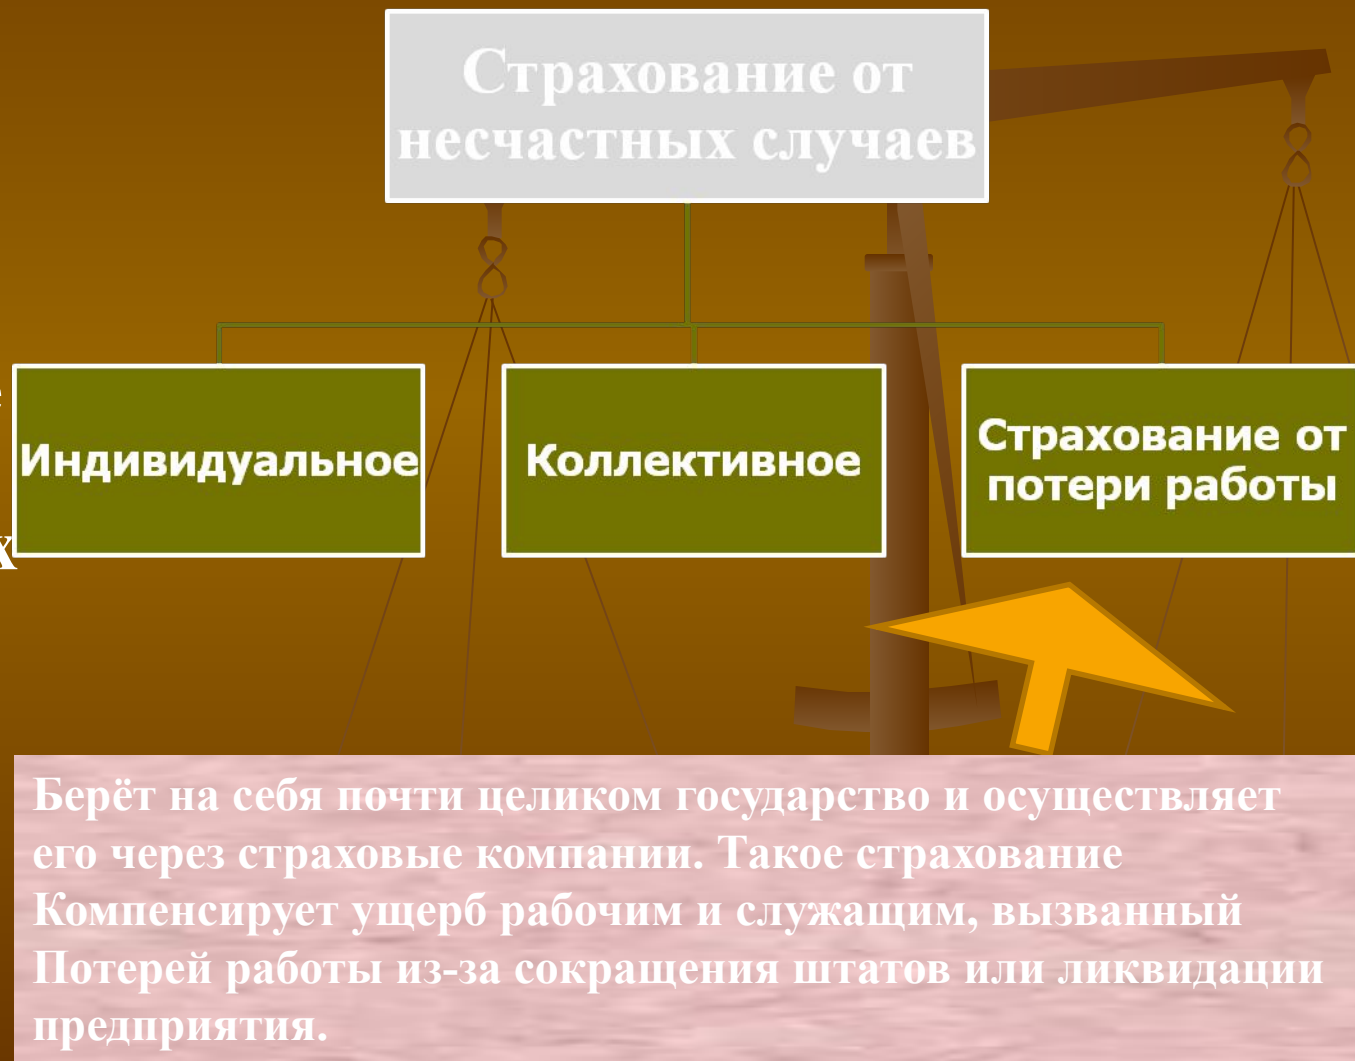 Страхование от
несчастных случаев
Индивидуальное
Коллективное
Страхование от
потери работы
Берёт на себя почти целиком государство и осуществляет
его через страховые компании. Такое страхование
Компенсирует ущерб рабочим и служащим, вызванный
Потерей работы из-за сокращения штатов или ликвидации
предприятия.